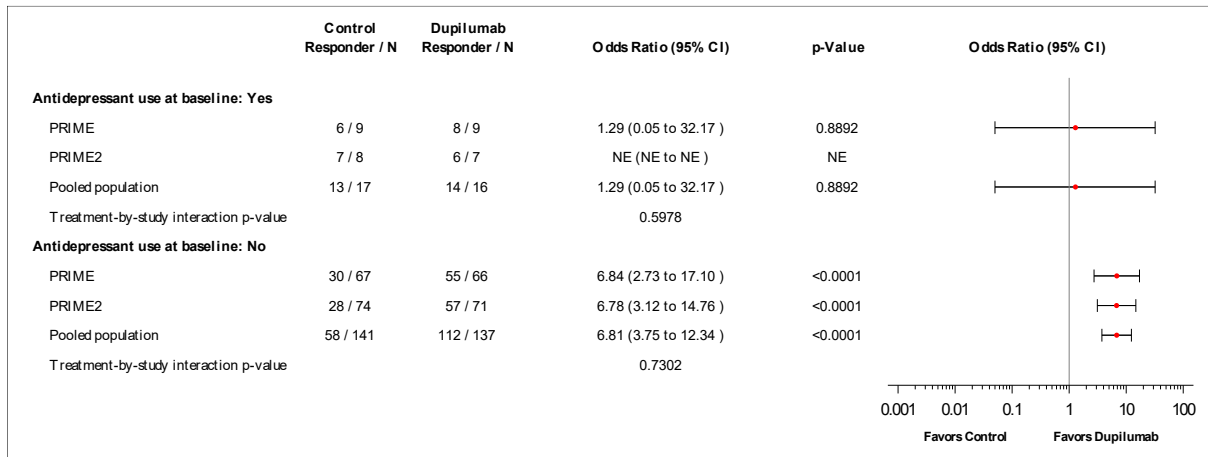 Control Dupilumab
Responder / N Responder / N Odds Ratio (95% CI) p-Value Odds Ratio (95% CI)
Antidepressant use at baseline: Yes
PRIME 6 / 9 8 / 9 1.29 (0.05 to 32.17 ) 0.8892
PRIME2 7 / 8 6 / 7 NE (NE to NE ) NE
Pooled population 13 / 17 14 / 16 1.29 (0.05 to 32.17 ) 0.8892
Treatment-by-study interaction p-value 0.5978
Antidepressant use at baseline: No
PRIME 30 / 67 55 / 66 6.84 (2.73 to 17.10 ) <0.0001
PRIME2 28 / 74 57 / 71 6.78 (3.12 to 14.76 ) <0.0001
Pooled population 58 / 141 112 / 137 6.81 (3.75 to 12.34 ) <0.0001
Treatment-by-study interaction p-value 0.7302
0.001 0.01 0.1 1 10 100
Favors Control Favors Dupilumab